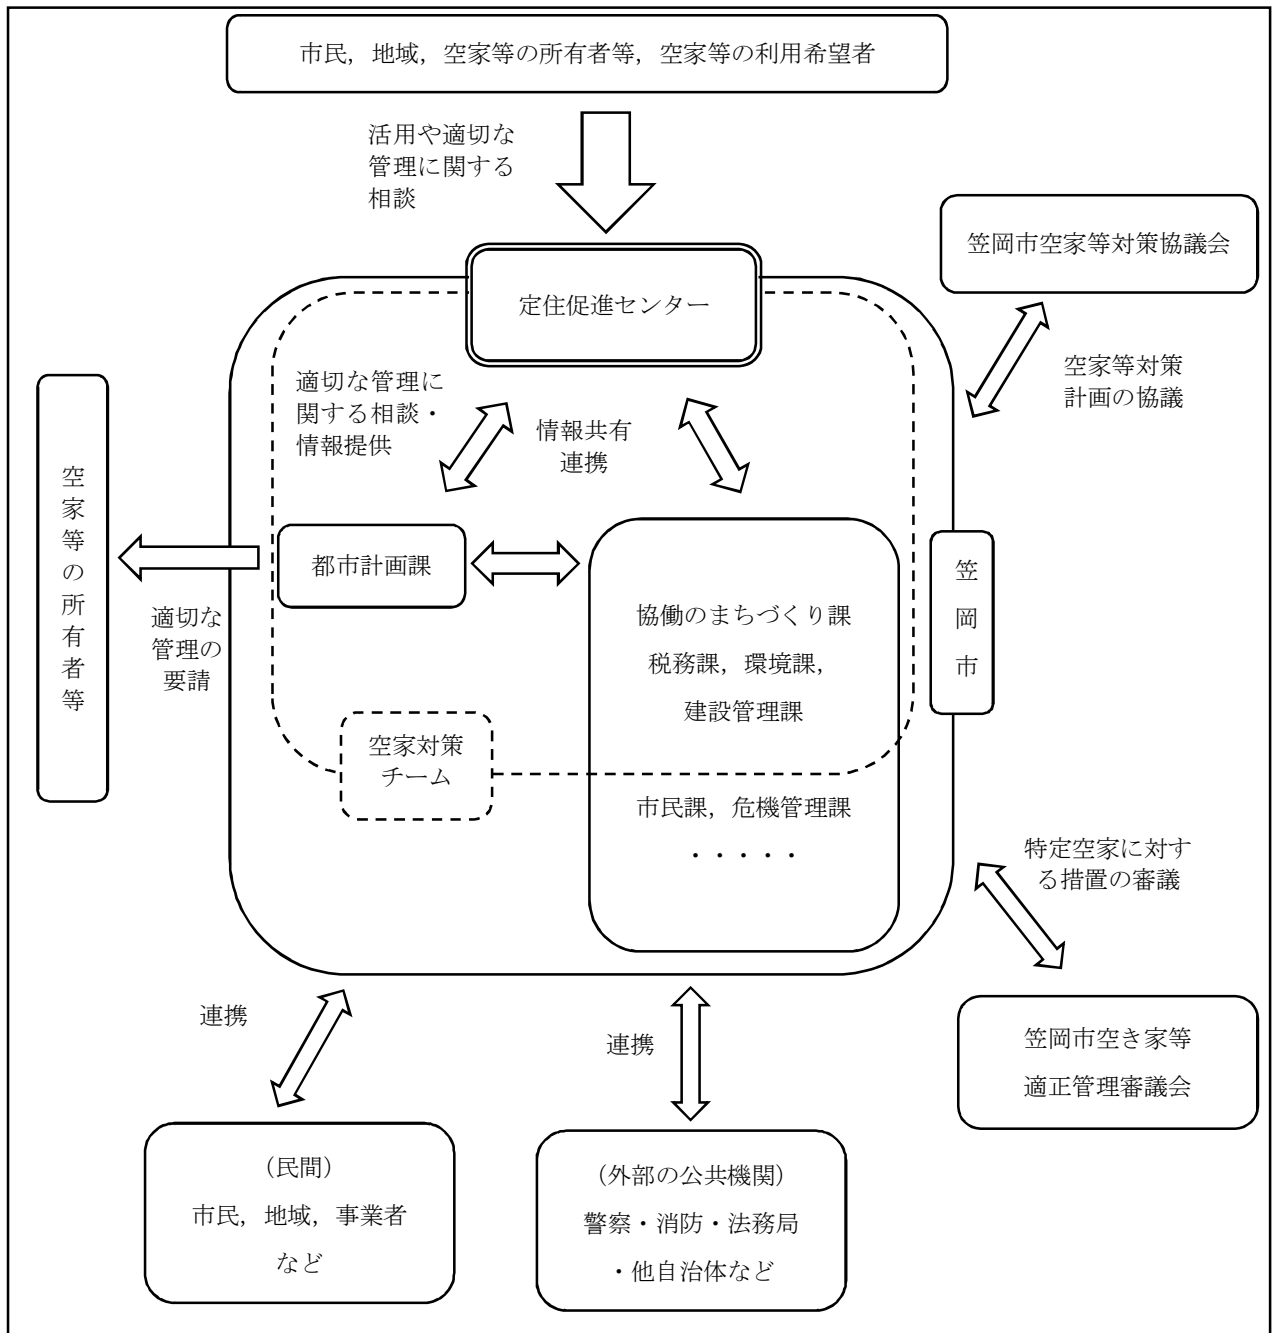 市民，地域，空家等の所有者等，空家等の利用希望者
活用や適切な
管理に関する
相談
笠岡市空家等対策協議会
定住促進センター
空家等対策
計画の協議
適切な管理に
関する相談・
情報提供
情報共有
連携
空家等の所有者等
都市計画課
笠岡市
適切な
管理の
要請
協働のまちづくり課
税務課，環境課，
建設管理課
空家対策
チーム
市民課，危機管理課
・・・・・
特定空家に対す
る措置の審議
連携
連携
笠岡市空き家等
適正管理審議会
（民間）
市民，地域，事業者
など
（外部の公共機関）
警察・消防・法務局
・他自治体など